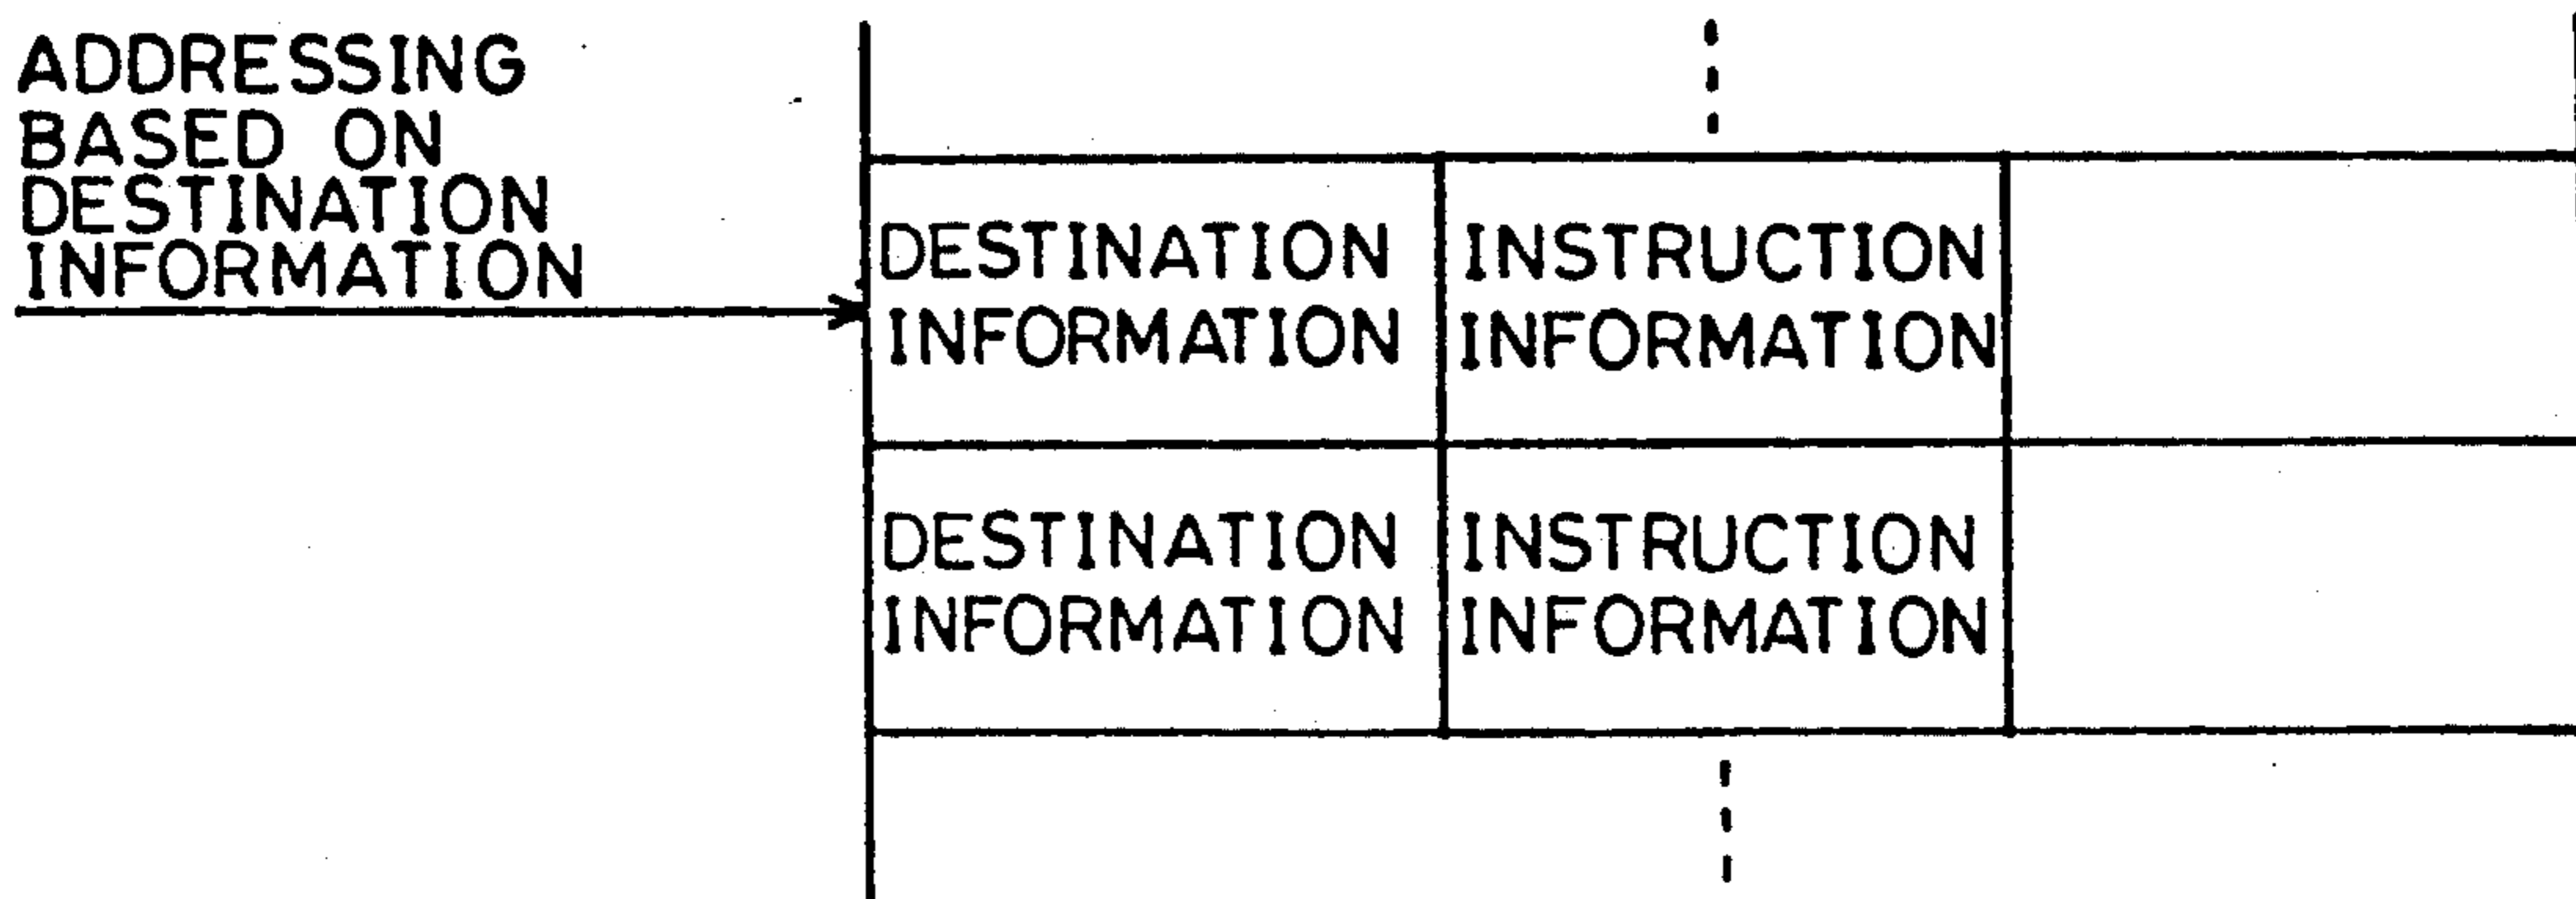 ADDRESSING
BASED ON
DESTINATION
INFORMATION
DESTINATION
INFORMATION
INSTRUCTION
INFORMATION
DESTINATION
INFORMATION
INSTRUCTION
INFORMATION